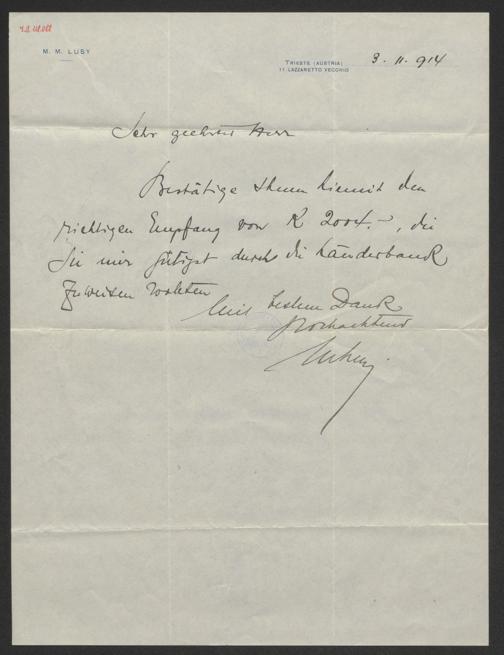 M. M. LUSY
TRIESTE (AUSTRIA)
11 LAZZARETTO VECCHIO
3. 11. 914
Sehr geehrter Herr
Bestätige Ihnen hiemit den
richtigen Empfang von K 2004.–, die
Sie mir gütigst durch die Länderbank
zuweisen wollten
Mit bestem Dank
Hochachtend